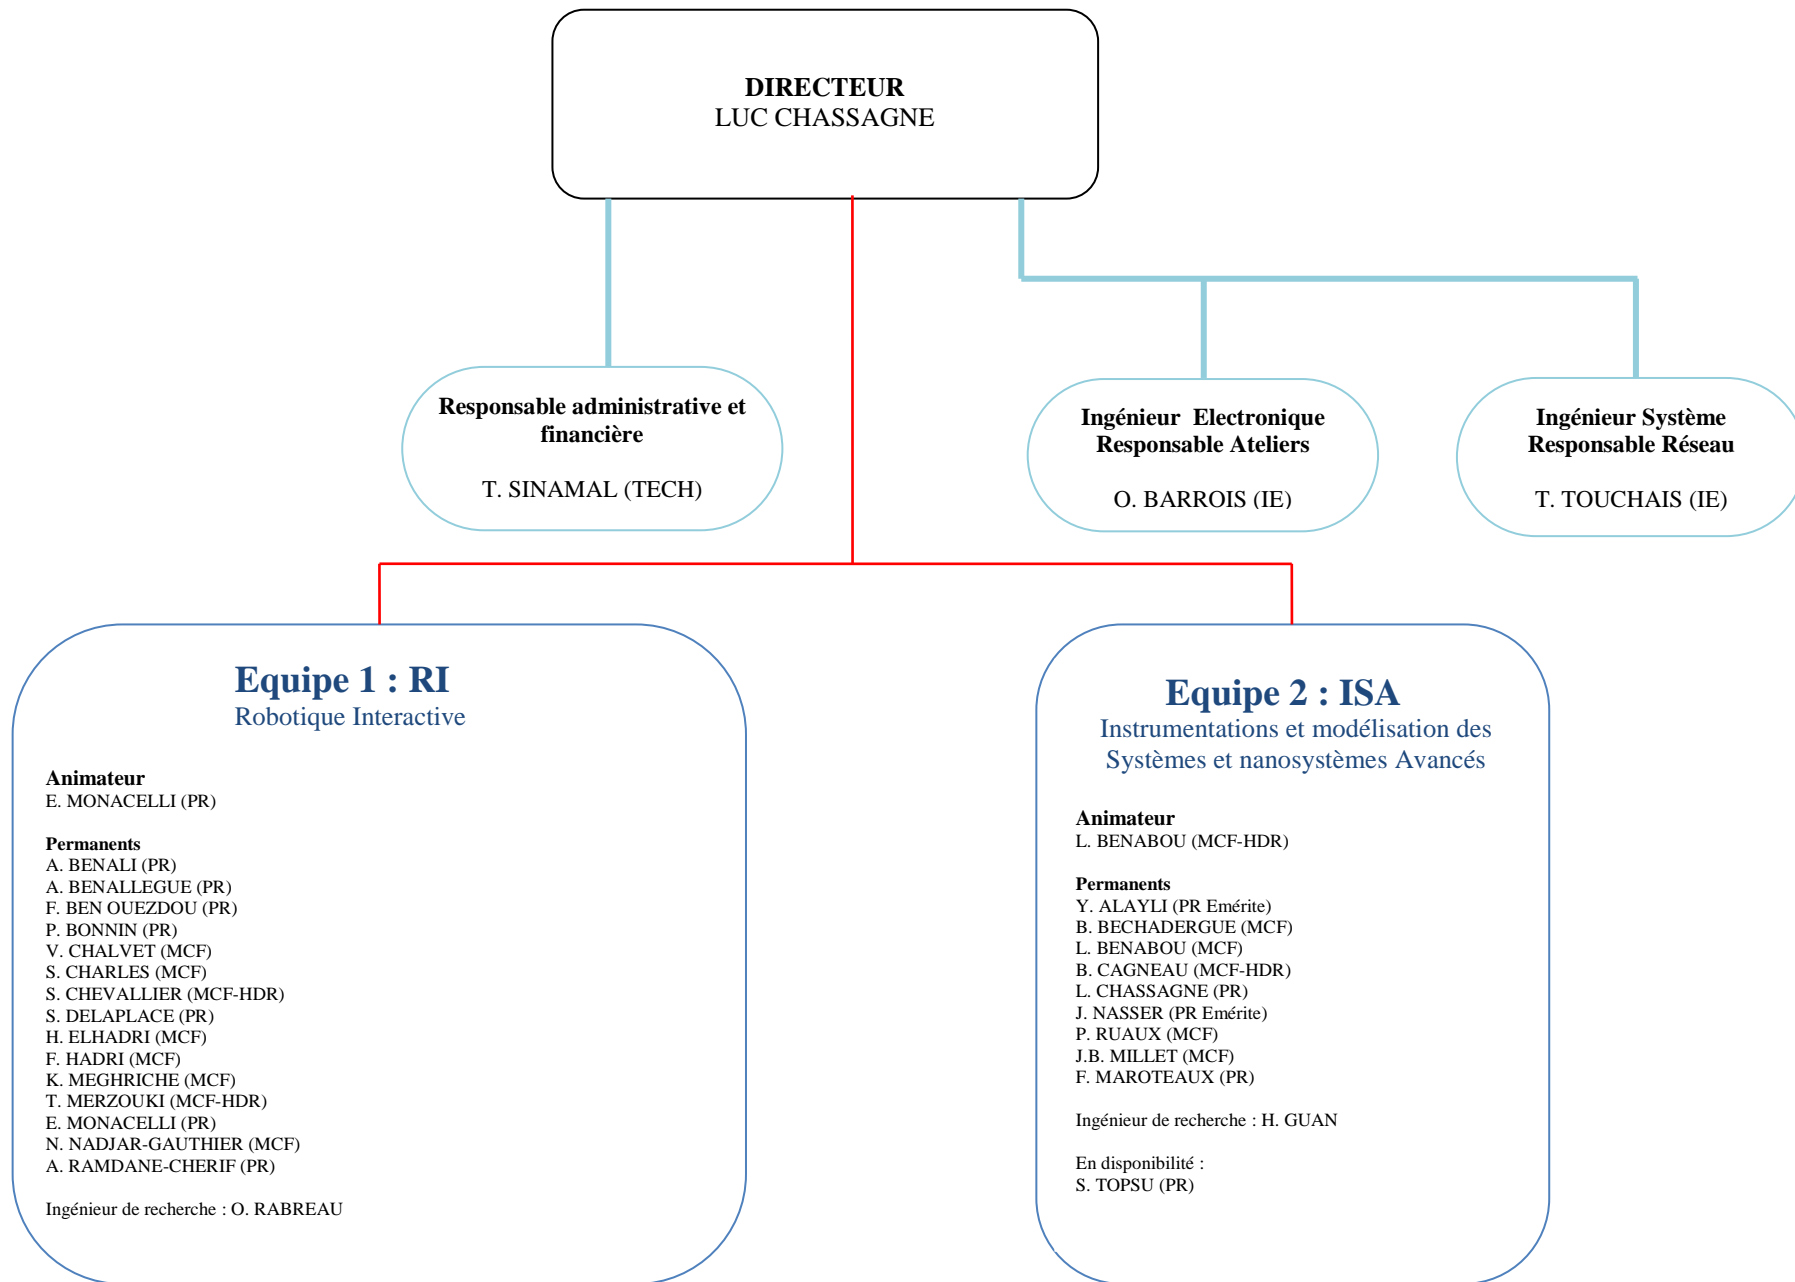 DIRECTEUR
LUC CHASSAGNE
Responsable administrative et
financière
T. SINAMAL (TECH)
Ingénieur Electronique
Responsable Ateliers
O. BARROIS (IE)
Ingénieur Système
Responsable Réseau
T. TOUCHAIS (IE)
Equipe 1 : RI
Robotique Interactive
Animateur
E. MONACELLI (PR)
Permanents
A. BENALI (PR)
A. BENALLEGUE (PR)
F. BEN OUEZDOU (PR)
P. BONNIN (PR)
V. CHALVET (MCF)
S. CHARLES (MCF)
S. CHEVALLIER (MCF-HDR)
S. DELAPLACE (PR)
H. ELHADRI (MCF)
F. HADRI (MCF)
K. MEGHRICHE (MCF)
T. MERZOUKI (MCF-HDR)
E. MONACELLI (PR)
N. NADJAR-GAUTHIER (MCF)
A. RAMDANE-CHERIF (PR)
Ingénieur de recherche : O. RABREAU
Equipe 2 : ISA
Instrumentations et modélisation des
Systèmes et nanosystèmes Avancés
Animateur
L. BENABOU (MCF-HDR)
Permanents
Y. ALAYLI (PR Emérite)
B. BECHADERGUE (MCF)
L. BENABOU (MCF)
B. CAGNEAU (MCF-HDR)
L. CHASSAGNE (PR)
J. NASSER (PR Emérite)
P. RUAUX (MCF)
J.B. MILLET (MCF)
F. MAROTEAUX (PR)
Ingénieur de recherche : H. GUAN
En disponibilité :
S. TOPSU (PR)